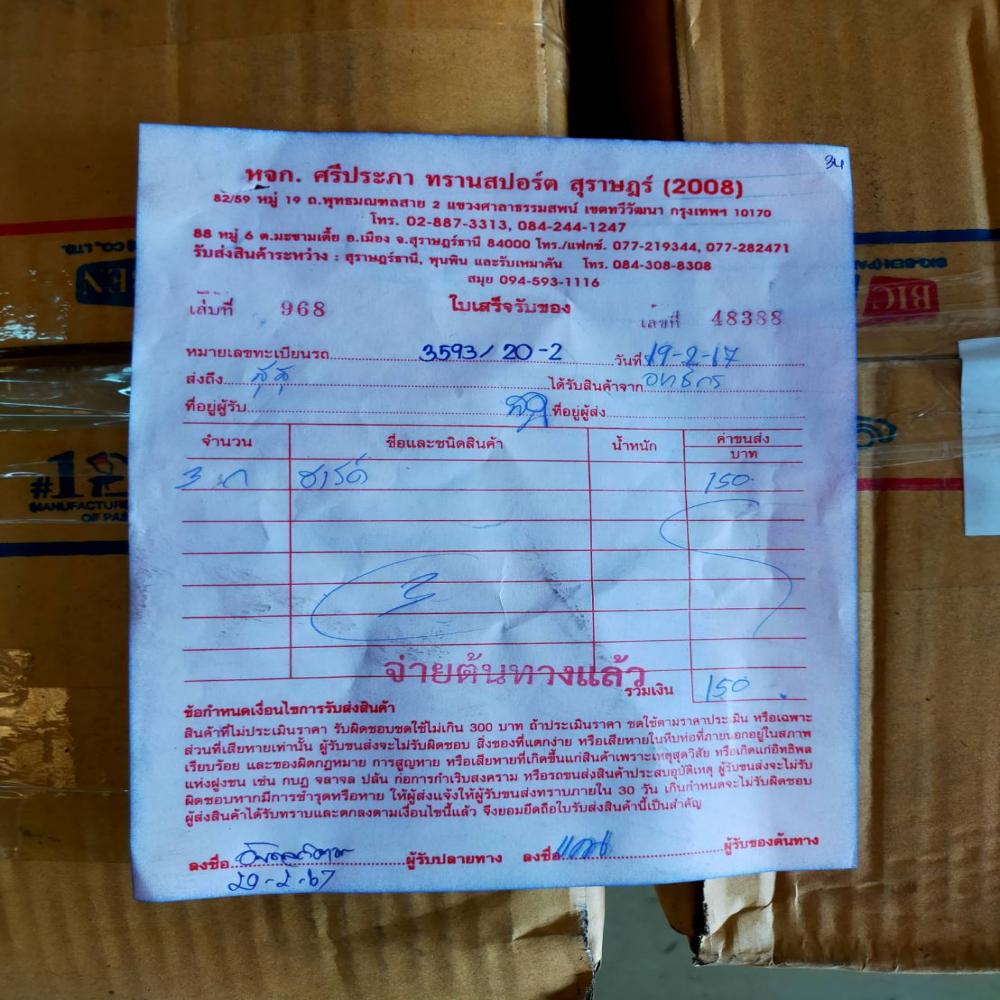 34
หจก. ศรีประภา ทรานสปอร์ต สุราษฎร์ (2008)
82/59 หมู่ 19 ถ.พุทธมณฑลสาย 2 แขวงศาลาธรรมสพน์ เขตทวีวัฒนา กรุงเทพฯ 10170
โทร. 02-887-3313, 084-244-1247
88 หมู่ 6 ต.มะขามเตี้ย อ.เมือง จ.สุราษฎร์ธานี 84000 โทร./แฟกซ์. 077-219344, 077-282471
รับส่งสินค้าระหว่าง : สุราษฎร์ธานี, พุนพิน และรับเหมาคัน โทร. 084-308-8308
สมุย 094-593-1116
เล่มที่ 968 ใบเสร็จรับของ เลขที่ 48388
หมายเลขทะเบียนรถ 3593/20-2 วันที่ 19-2-17
ส่งถึง ได้รับสินค้าจาก
ที่อยู่ผู้รับ ที่อยู่ผู้ส่ง
จำนวน ชื่อและชนิดสินค้า น้ำหนัก ค่าขนส่ง
บาท
3 150
3
จ่ายต้นทางแล้ว
รวมเงิน 150
ข้อกำหนดเงื่อนไขการรับส่งสินค้า
สินค้าที่ไม่ประเมินราคา รับผิดชอบชดใช้ไม่เกิน 300 บาท ถ้าประเมินราคา ชดใช้ตามราคาประเมิน หรือเฉพาะ
ส่วนที่เสียหายเท่านั้น ผู้รับขนส่งจะไม่รับผิดชอบ สิ่งของที่แตกง่าย หรือเสียหายในหีบห่อที่ภายนอกอยู่ในสภาพ
เรียบร้อย และของผิดกฎหมาย การสูญหาย หรือเสียหายที่เกิดขึ้นแก่สินค้าเพราะเหตุสุดวิสัย หรือเกิดแก่อิทธิพล
แห่งฝูงชน เช่น กบฏ จลาจล ปล้น ก่อการกำเริบสงคราม หรือรถขนส่งสินค้าประสบอุบัติเหตุ ผู้รับขนส่งจะไม่รับ
ผิดชอบหากมีการชำรุดหรือหาย ให้ผู้ส่งแจ้งให้ผู้รับขนส่งทราบภายใน 30 วัน เกินกำหนดจะไม่รับผิดชอบ
ผู้ส่งสินค้าได้รับทราบและตกลงตามเงื่อนไขนี้แล้ว จึงยอมยึดถือใบรับส่งสินค้านี้เป็นสำคัญ
ลงชื่อ ผู้รับปลายทาง ลงชื่อ ผู้รับของต้นทาง
29-2-67
CO., LTD.
BIG
#1
MANUFACTUR
OF PA